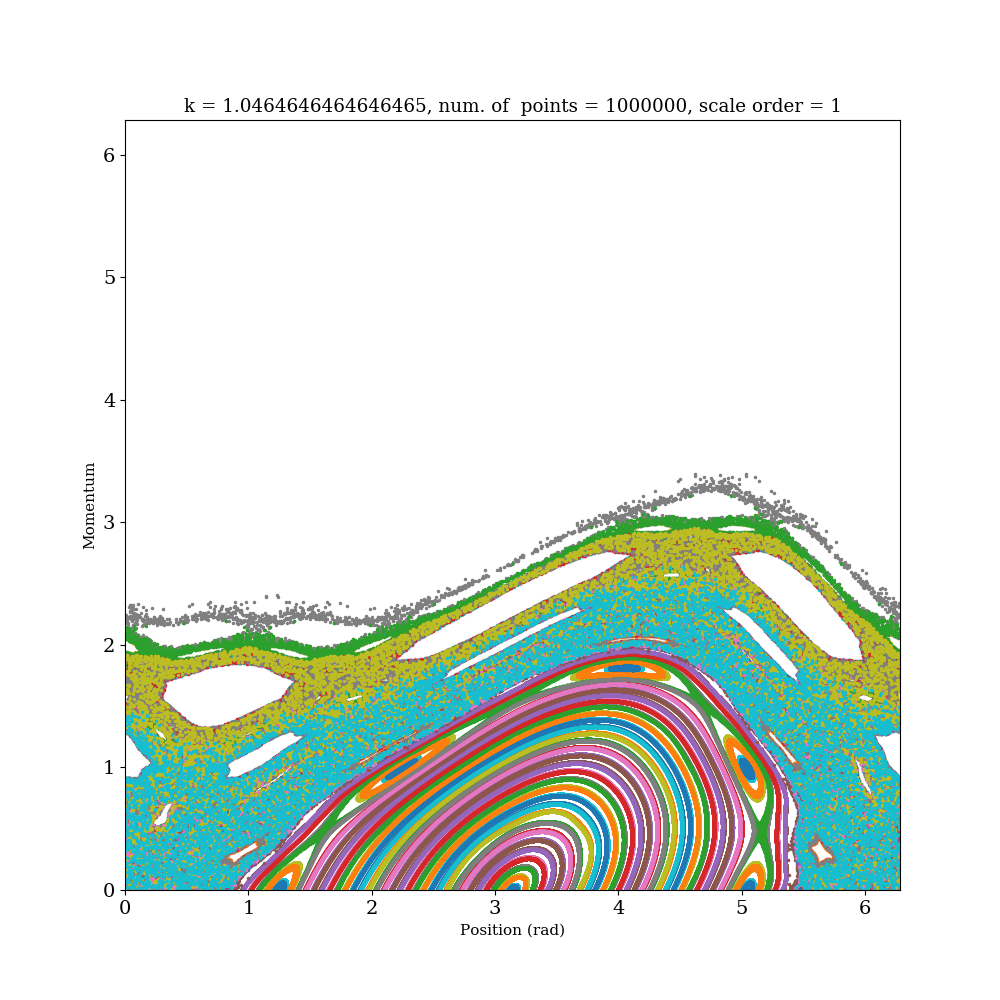 k = 1.0464646464646465, num. of  points = 1000000, scale order = 1
6
5
4
3
2
1
0
Momentum
0 1 2 3 4 5 6
Position (rad)